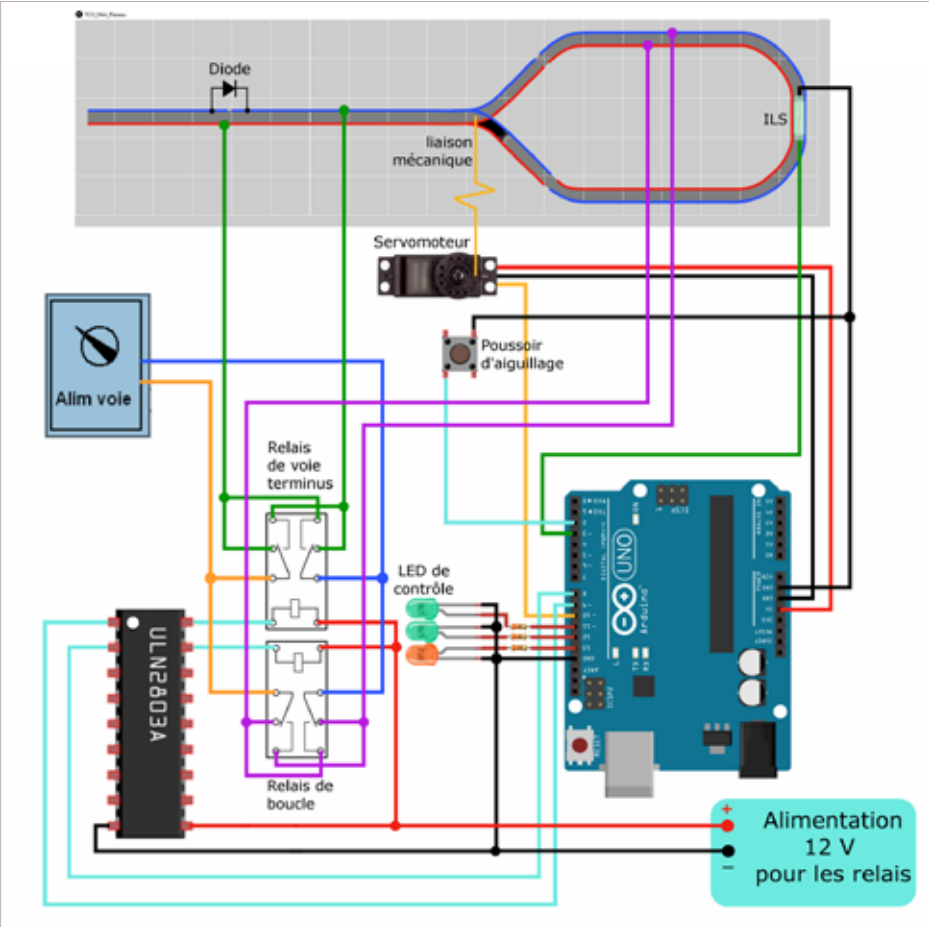 Diode
ILS
liaison
mécanique
Servomoteur
Poussoir
d'aiguillage
Alim voie
Relais
de voie
terminus
LED de
contrôle
UNO
Arduino
ULN2803A
RESET
Relais de
boucle
+
Alimentation
12 V
pour les relais
−